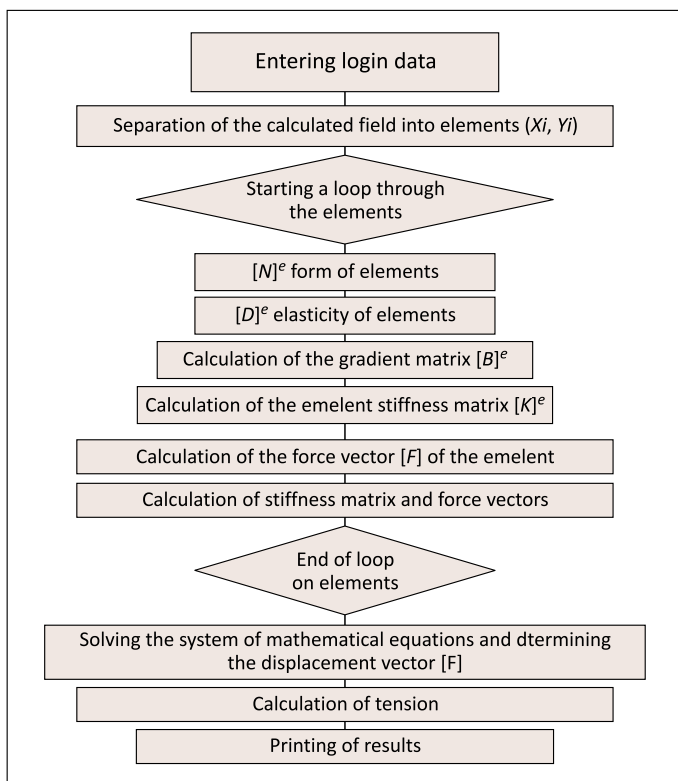 Entering login data
Separation of the calculated field into elements (Xi, Yi)
Starting a loop through
the elements
[N]e form of elements
[D]e elasticity of elements
Calculation of the gradient matrix [B]e
Calculation of the emelent stiffness matrix [K]e
Calculation of the force vector [F] of the emelent
Calculation of stiffness matrix and force vectors
End of loop
on elements
Solving the system of mathematical equations and dtermining
the displacement vector [F]
Calculation of tension
Printing of results